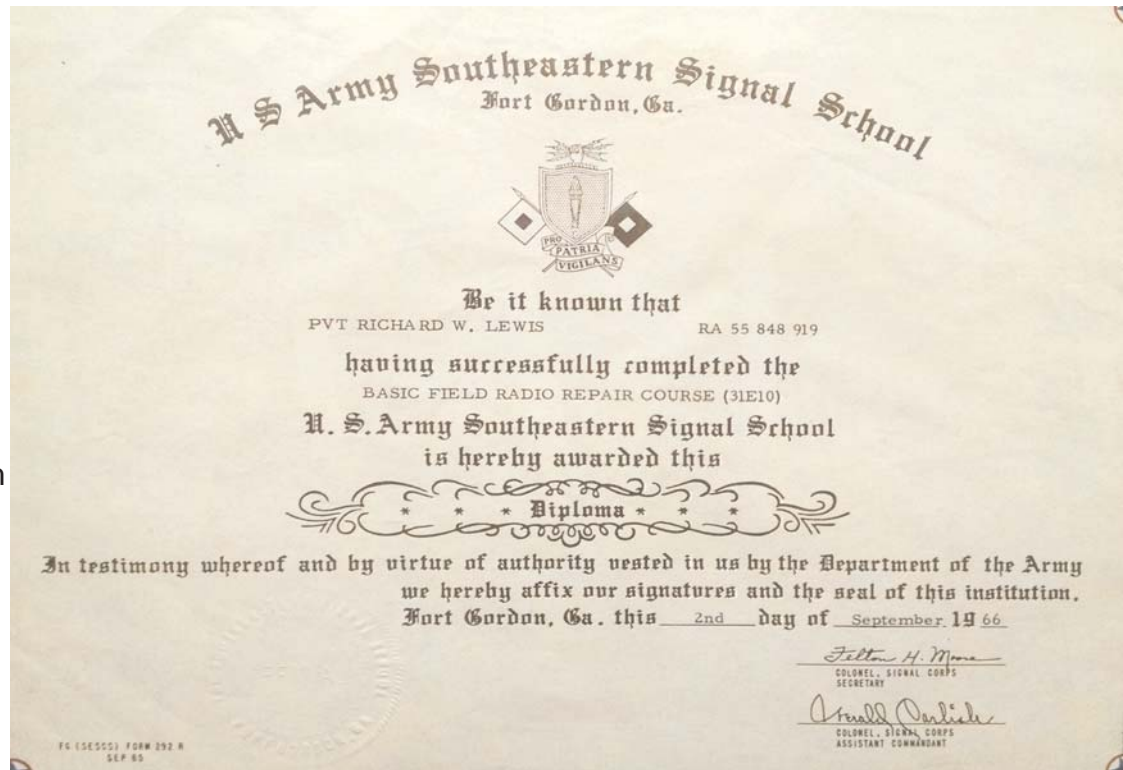 U S Army Southeastern Signal School
Fort Gordon, Ga.
PRO
PATRIA
VIGILANS
Be it known that
PVT RICHARD W. LEWIS RA 55 848 919
having successfully completed the
BASIC FIELD RADIO REPAIR COURSE (31E10)
U. S. Army Southeastern Signal School
is hereby awarded this
* * * Diploma * * *
In testimony whereof and by virtue of authority vested in us by the Department of the Army
we hereby affix our signatures and the seal of this institution.
Fort Gordon, Ga. this 2nd day of September 19 66
Felton H. Moore
COLONEL, SIGNAL CORPS
SECRETARY
Gerald Carlisle
COLONEL, SIGNAL CORPS
ASSISTANT COMMANDANT
FG (SESSS) FORM 292 R
SEP 65